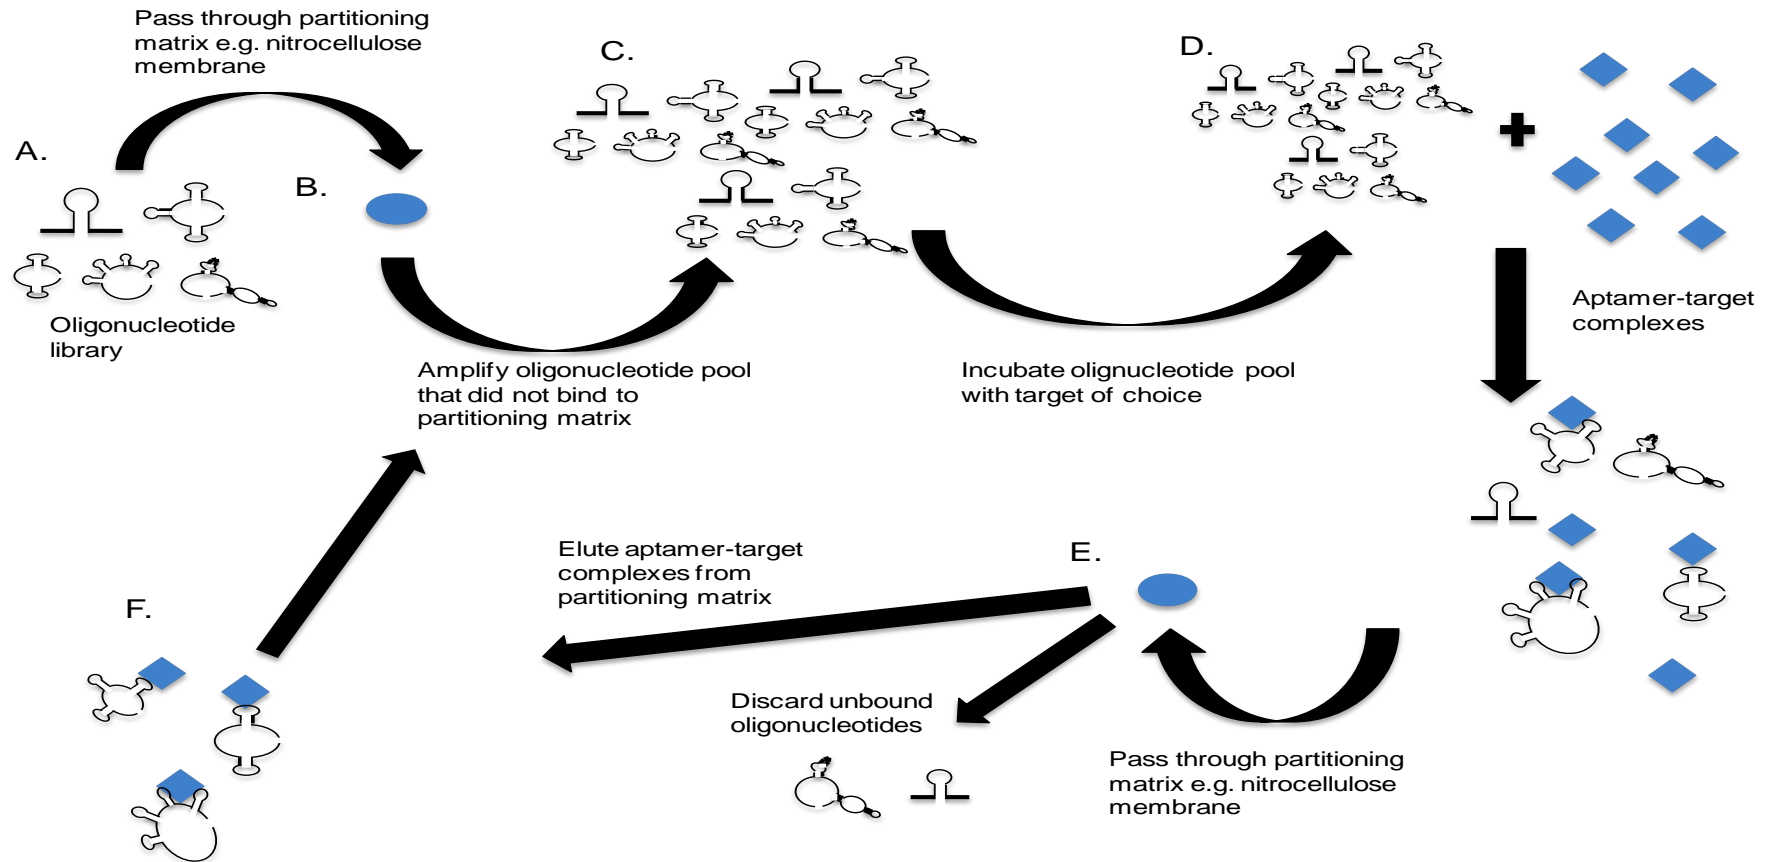 Pass through partitioning
matrix e.g. nitrocellulose
membrane
A.
B.
Oligonucleotide
library
C.
Amplify oligonucleotide pool
that did not bind to
partitioning matrix
Incubate olignucleotide pool
with target of choice
D.
Aptamer-target
complexes
E.
Pass through partitioning
matrix e.g. nitrocellulose
membrane
Discard unbound
oligonucleotides
Elute aptamer-target
complexes from
partitioning matrix
F.